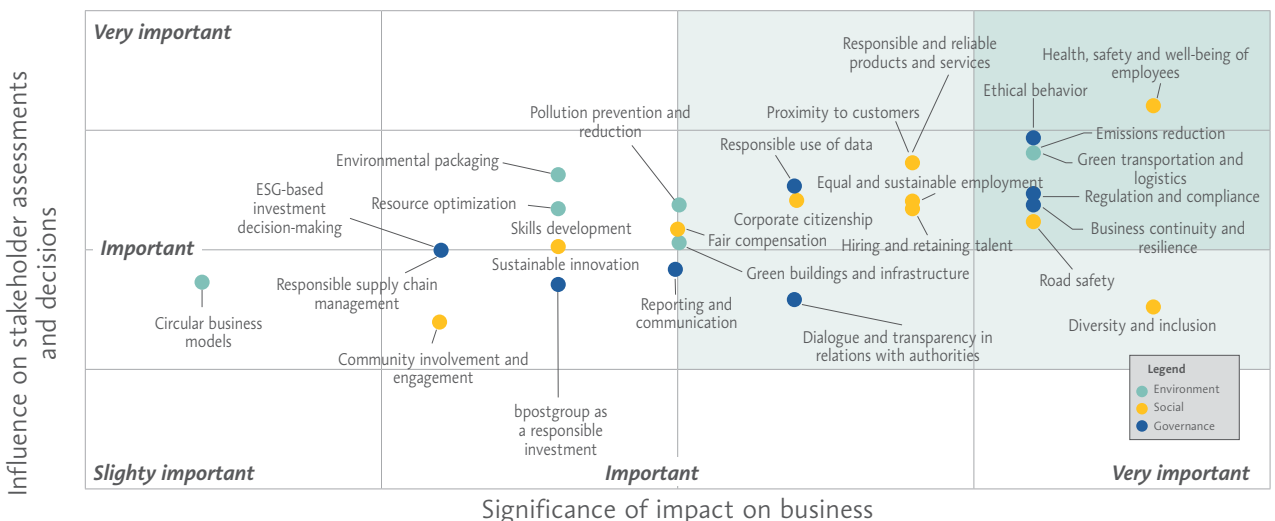 Influence on stakeholder assessments
and decisions
Very important
Important
Slighty important
Important
Very important
Significance of impact on business
Responsible and reliable
products and services
Health, safety and well-being of
employees
Ethical behavior
Pollution prevention and
reduction
Proximity to customers
Emissions reduction
Responsible use of data
Environmental packaging
Green transportation and
logistics
ESG-based
investment
decision-making
Equal and sustainable employment
Resource optimization
Regulation and compliance
Skills development
Corporate citizenship
Fair compensation
Hiring and retaining talent
Business continuity and
resilience
Sustainable innovation
Green buildings and infrastructure
Responsible supply chain
management
Road safety
Reporting and
communication
Circular business
models
Diversity and inclusion
Dialogue and transparency in
relations with authorities
Community involvement and
engagement
bpostgroup as
a responsible
investment
Legend
Environment
Social
Governance